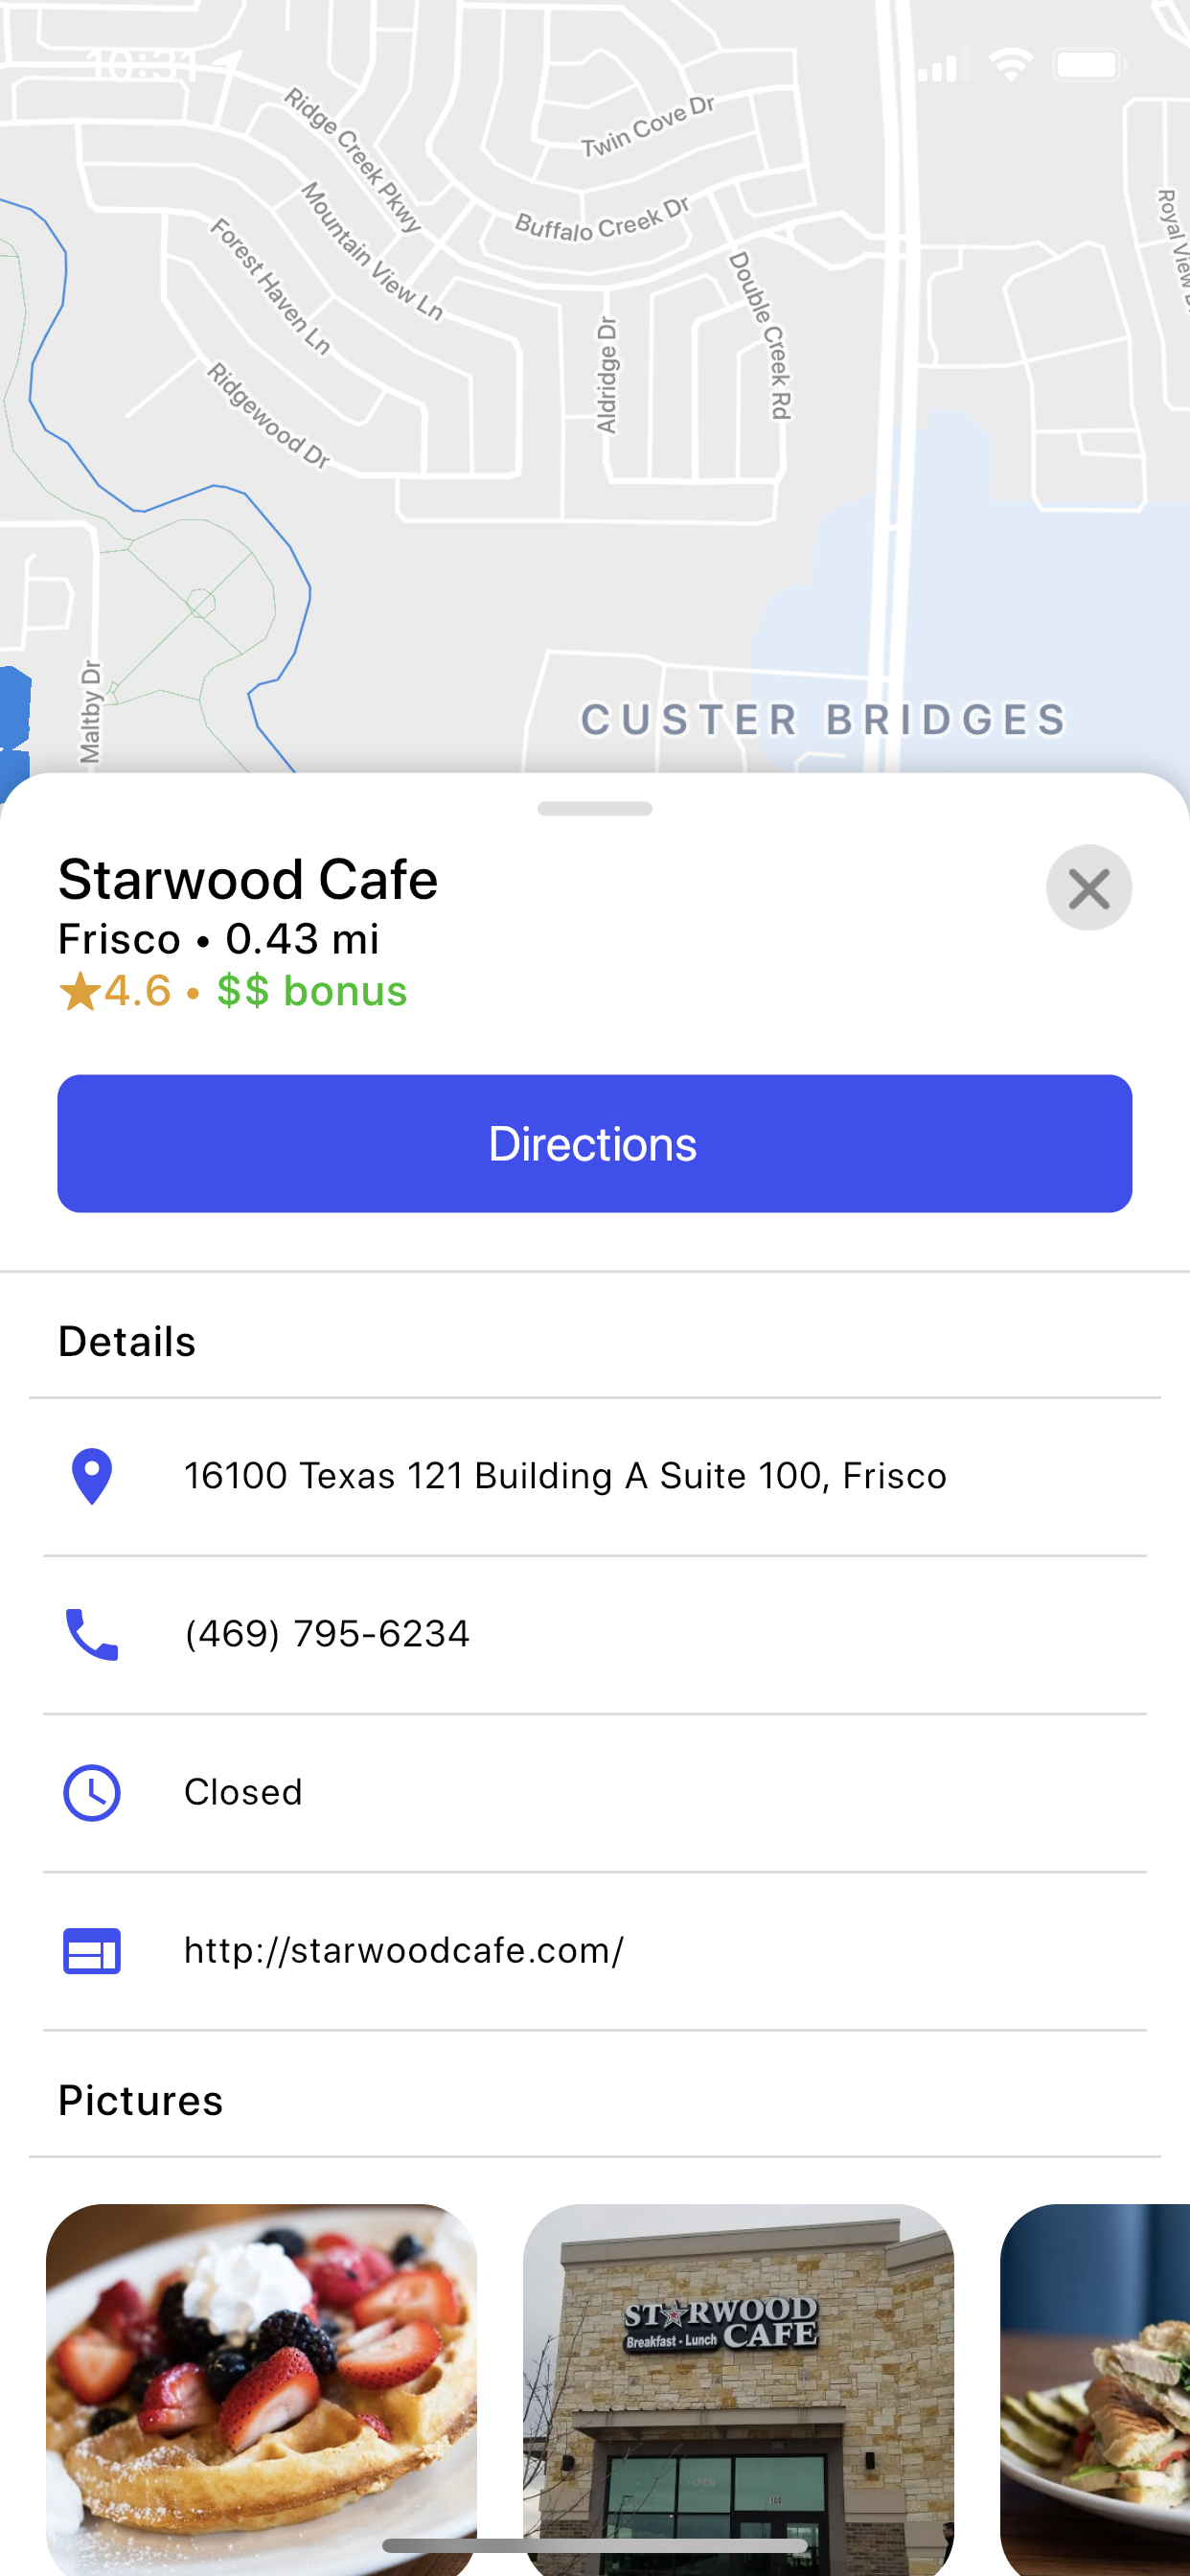 10:31
Ridge Creek Pkwy
Twin Cove Dr
Mountain View Ln
Buffalo Creek Dr
Forest Haven Ln
Double Creek Rd
Royal View
Aldridge Dr
Ridgewood Dr
Maltby Dr
CUSTER BRIDGES
Starwood Cafe
Frisco • 0.43 mi
★4.6 • $$ bonus
Directions
Details
16100 Texas 121 Building A Suite 100, Frisco
(469) 795-6234
Closed
http://starwoodcafe.com/
Pictures
STARWOOD
Breakfast - Lunch CAFE
OPEN
100